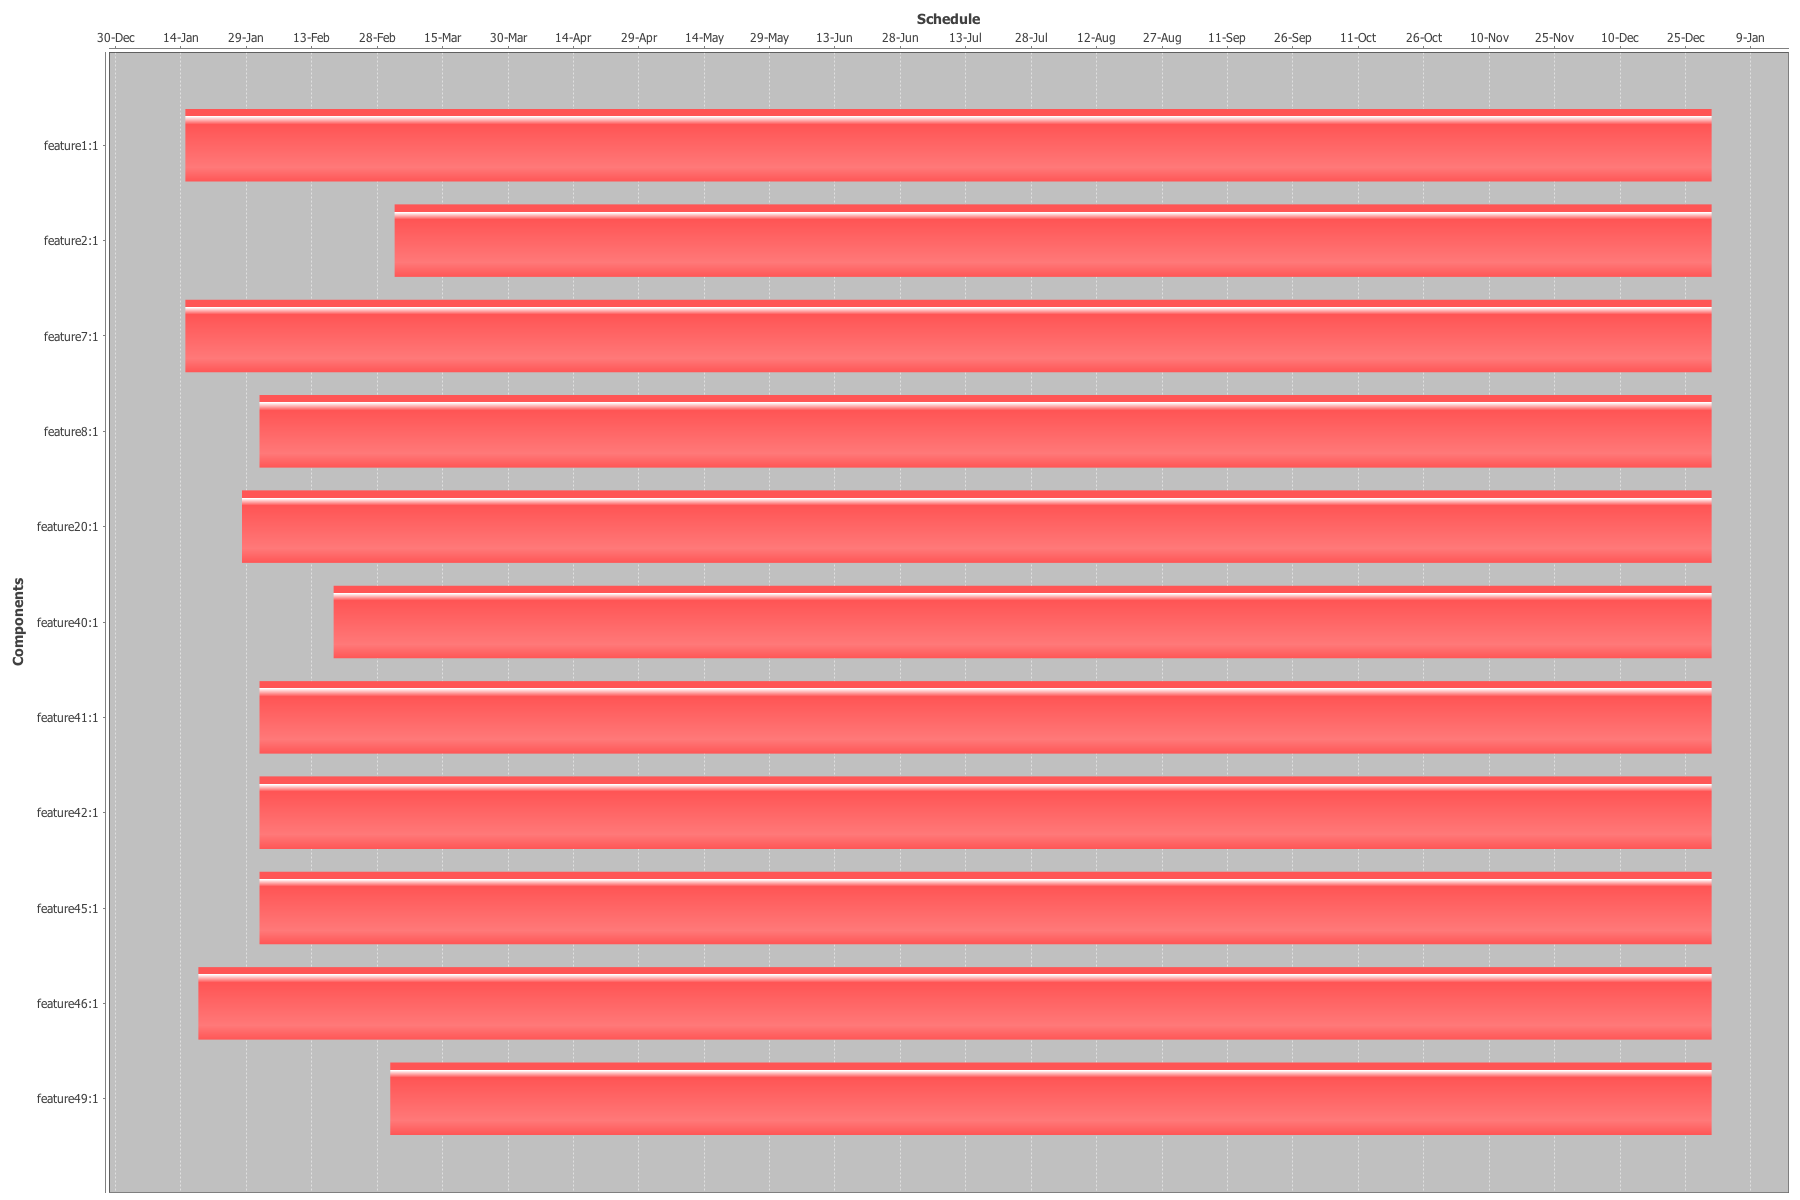 Schedule
30-Dec 14-Jan 29-Jan 13-Feb 28-Feb 15-Mar 30-Mar 14-Apr 29-Apr 14-May 29-May 13-Jun 28-Jun 13-Jul 28-Jul 12-Aug 27-Aug 11-Sep 26-Sep 11-Oct 26-Oct 10-Nov 25-Nov 10-Dec 25-Dec 9-Jan
Components
feature1:1
feature2:1
feature7:1
feature8:1
feature20:1
feature40:1
feature41:1
feature42:1
feature45:1
feature46:1
feature49:1